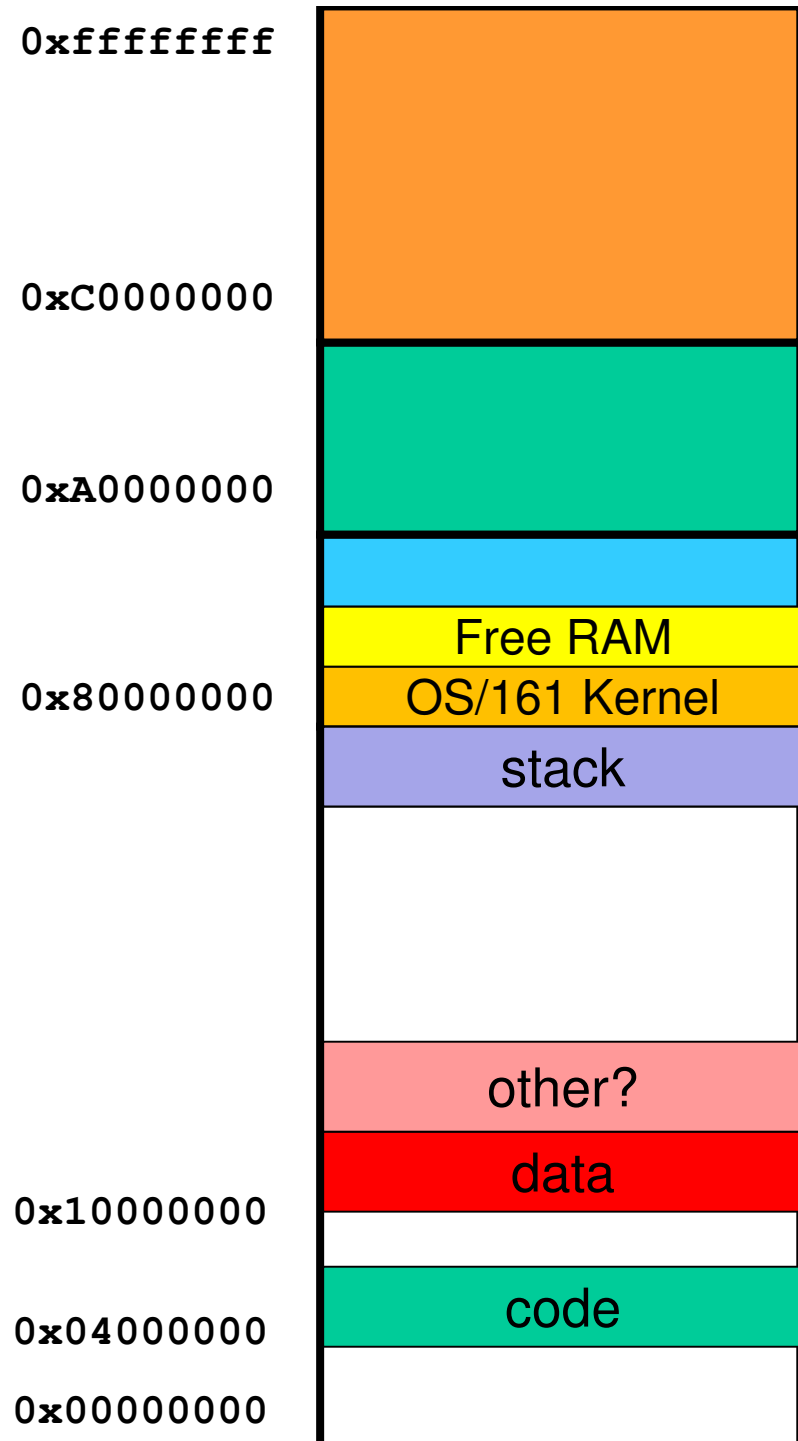 0xffffffff
0xC0000000
0xA0000000
Free RAM
0x80000000 OS/161 Kernel
stack
other?
data
0x10000000
code
0x04000000
0x00000000